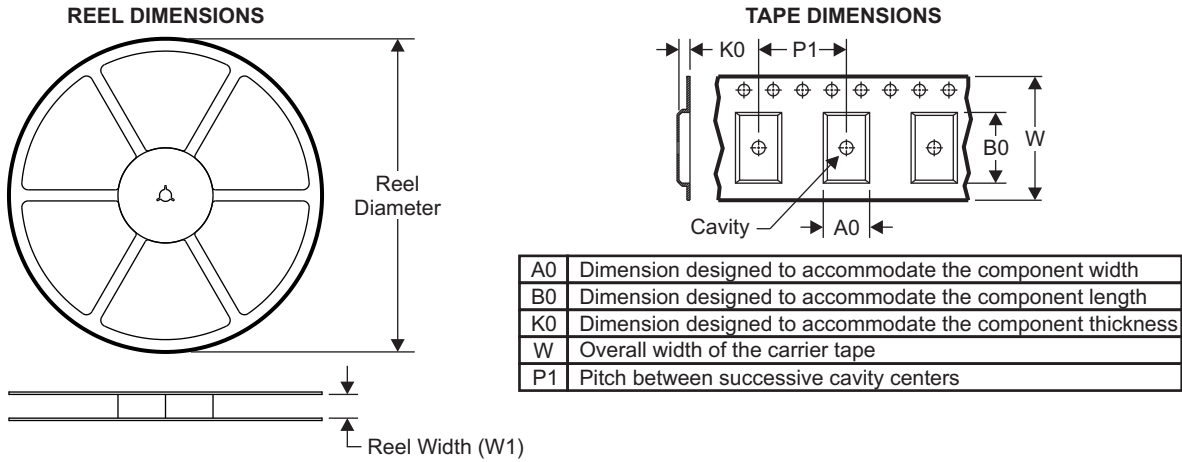 REEL DIMENSIONS
Reel
Diameter
Reel Width (W1)
TAPE DIMENSIONS
K0 P1
B0 W
Cavity
A0
A0 Dimension designed to accommodate the component width
B0 Dimension designed to accommodate the component length
K0 Dimension designed to accommodate the component thickness
W Overall width of the carrier tape
P1 Pitch between successive cavity centers